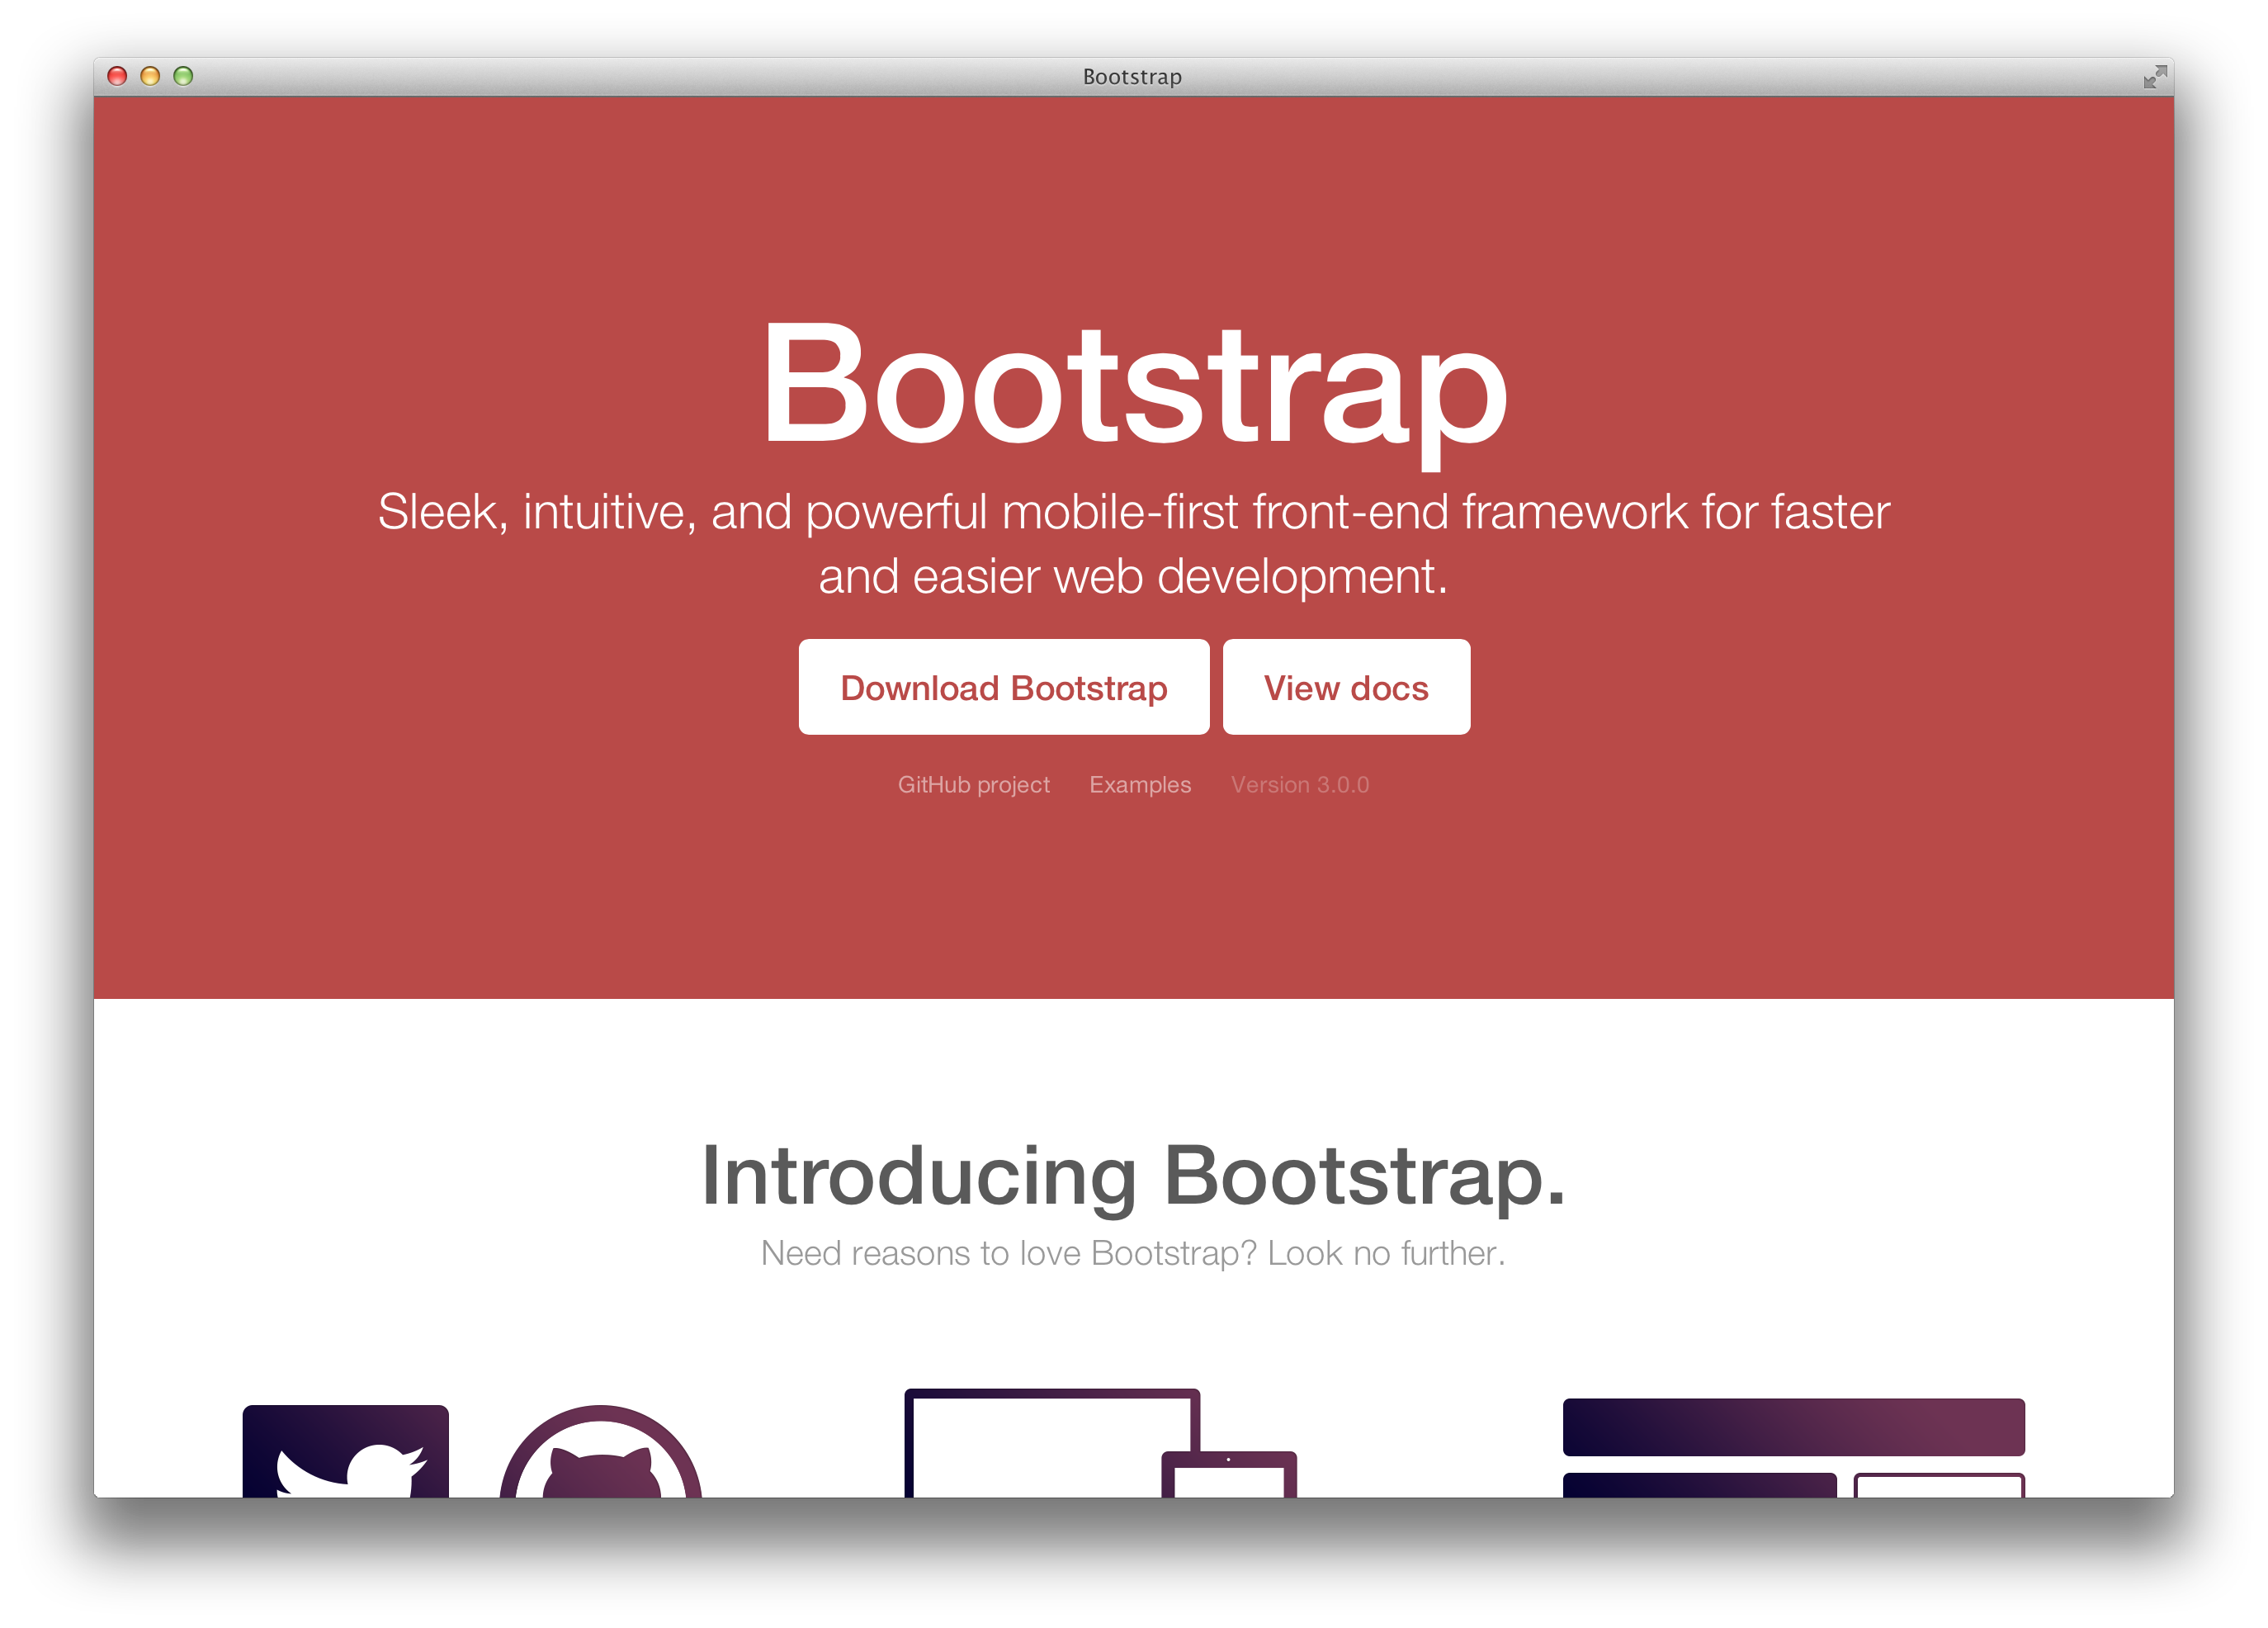 Bootstrap
Bootstrap
Sleek, intuitive, and powerful mobile-first front-end framework for faster
and easier web development.
Download Bootstrap
View docs
GitHub project
Examples
Version 3.0.0
Introducing Bootstrap.
Need reasons to love Bootstrap? Look no further.